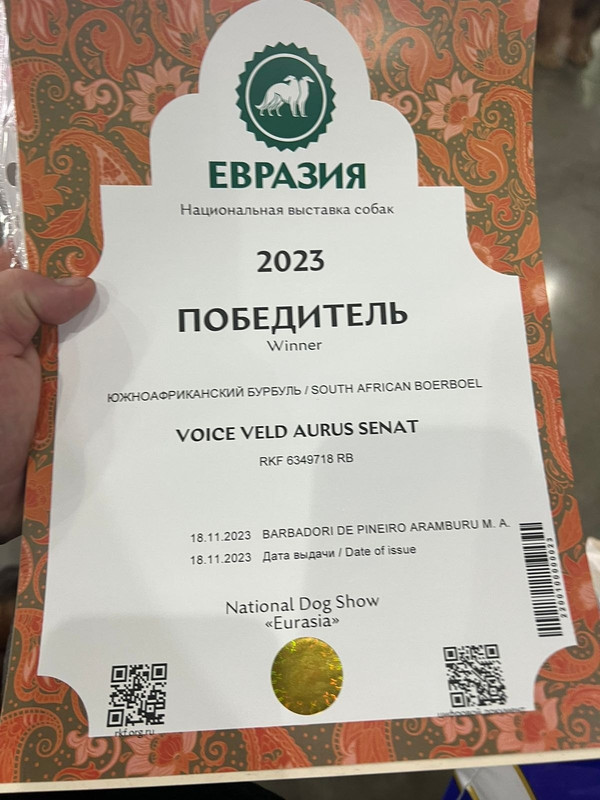 ЕВРАЗИЯ
Национальная выставка собак
2023
ПОБЕДИТЕЛЬ
Winner
ЮЖНОАФРИКАНСКИЙ БУРБУЛЬ / SOUTH AFRICAN BOERBOEL
VOICE VELD AURUS SENAT
RKF 6349718 RB
18.11.2023 BARBADORI DE PINEIRO ARAMBURU M. A.
18.11.2023 Дата выдачи / Date of issue
National Dog Show
«Eurasia»
rkf.org.ru